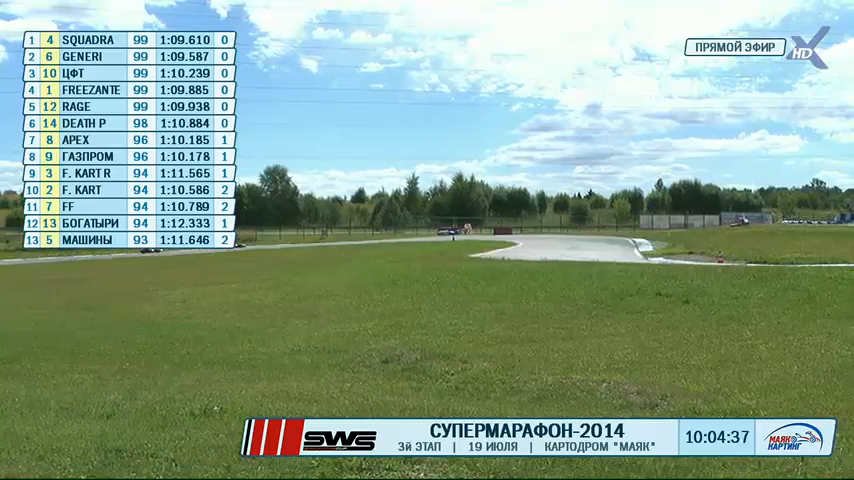 1 4 SQUADRA 99 1:09.610 0
2 6 GENERI 99 1:09.587 0
3 10 ЦФТ 99 1:10.239 0
4 1 FREEZANTE 99 1:09.885 0
5 12 RAGE 99 1:09.938 0
6 14 DEATH P 98 1:10.884 0
7 8 APEX 96 1:10.185 1
8 9 ГАЗПРОМ 96 1:10.178 1
9 3 F. KART R 94 1:11.565 1
10 2 F. KART 94 1:10.586 2
11 7 FF 94 1:10.789 2
12 13 БОГАТЫРИ 94 1:12.333 1
13 5 МАШИНЫ 93 1:11.646 2
ПРЯМОЙ ЭФИР
X HD
SWS
СУПЕРМАРАФОН-2014
3й ЭТАП | 19 ИЮЛЯ | КАРТОДРОМ "МАЯК"
10:04:37
МАЯК
КАРТИНГ